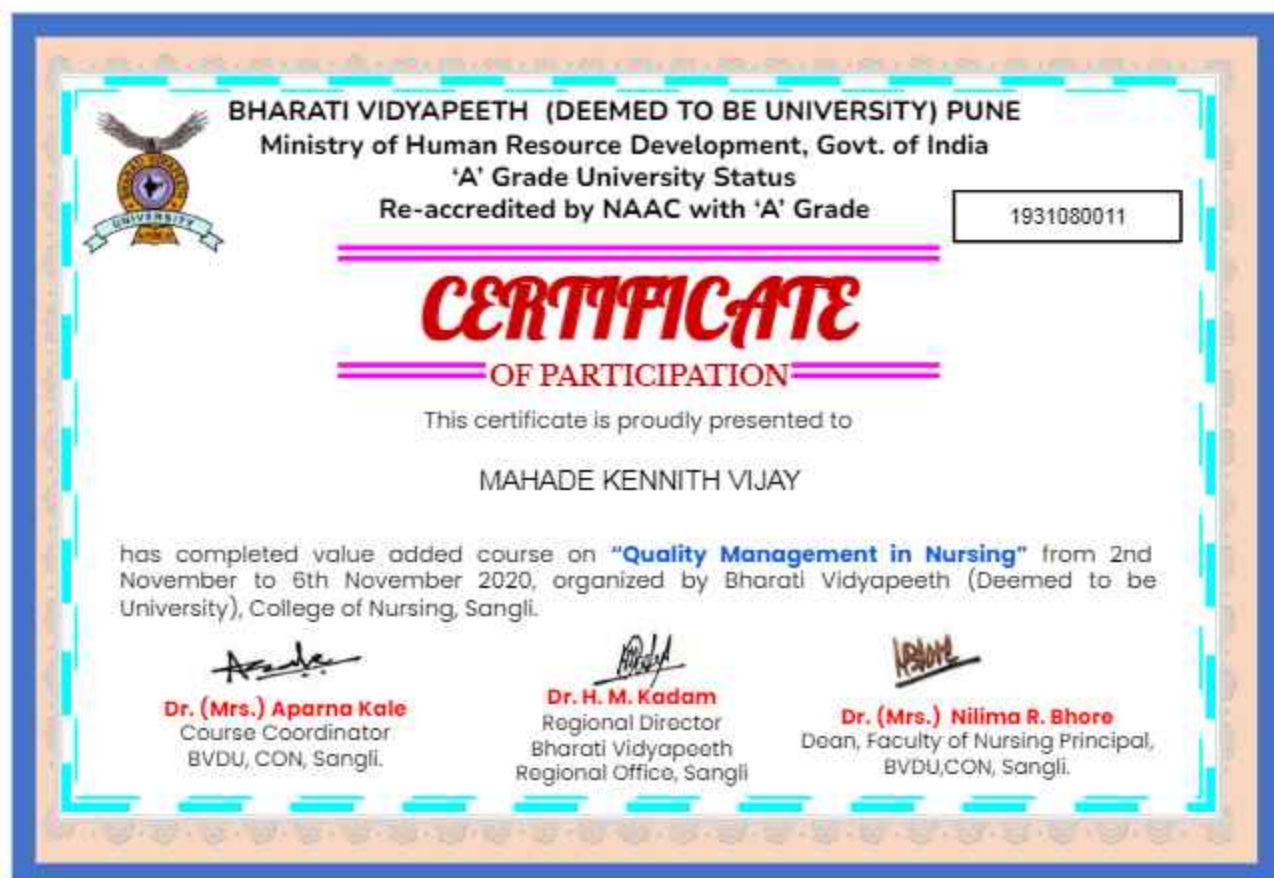 BHARATI VIDYAPEETH (DEEMED TO BE UNIVERSITY) PUNE
Ministry of Human Resource Development, Govt. of India
‘A’ Grade University Status
Re-accredited by NAAC with ‘A’ Grade
1931080011
BHARATI VIDYAPEETH
UNIVERSITY
CERTIFICATE
OF PARTICIPATION
This certificate is proudly presented to
MAHADE KENNITH VIJAY
has completed value added course on “Quality Management in Nursing” from 2nd
November to 6th November 2020, organized by Bharati Vidyapeeth (Deemed to be
University), College of Nursing, Sangli.
Dr. (Mrs.) Aparna Kale
Course Coordinator
BVDU, CON, Sangli.
Dr. H. M. Kadam
Regional Director
Bharati Vidyapeeth
Regional Office, Sangli
Dr. (Mrs.) Nilima R. Bhore
Dean, Faculty of Nursing Principal,
BVDU,CON, Sangli.